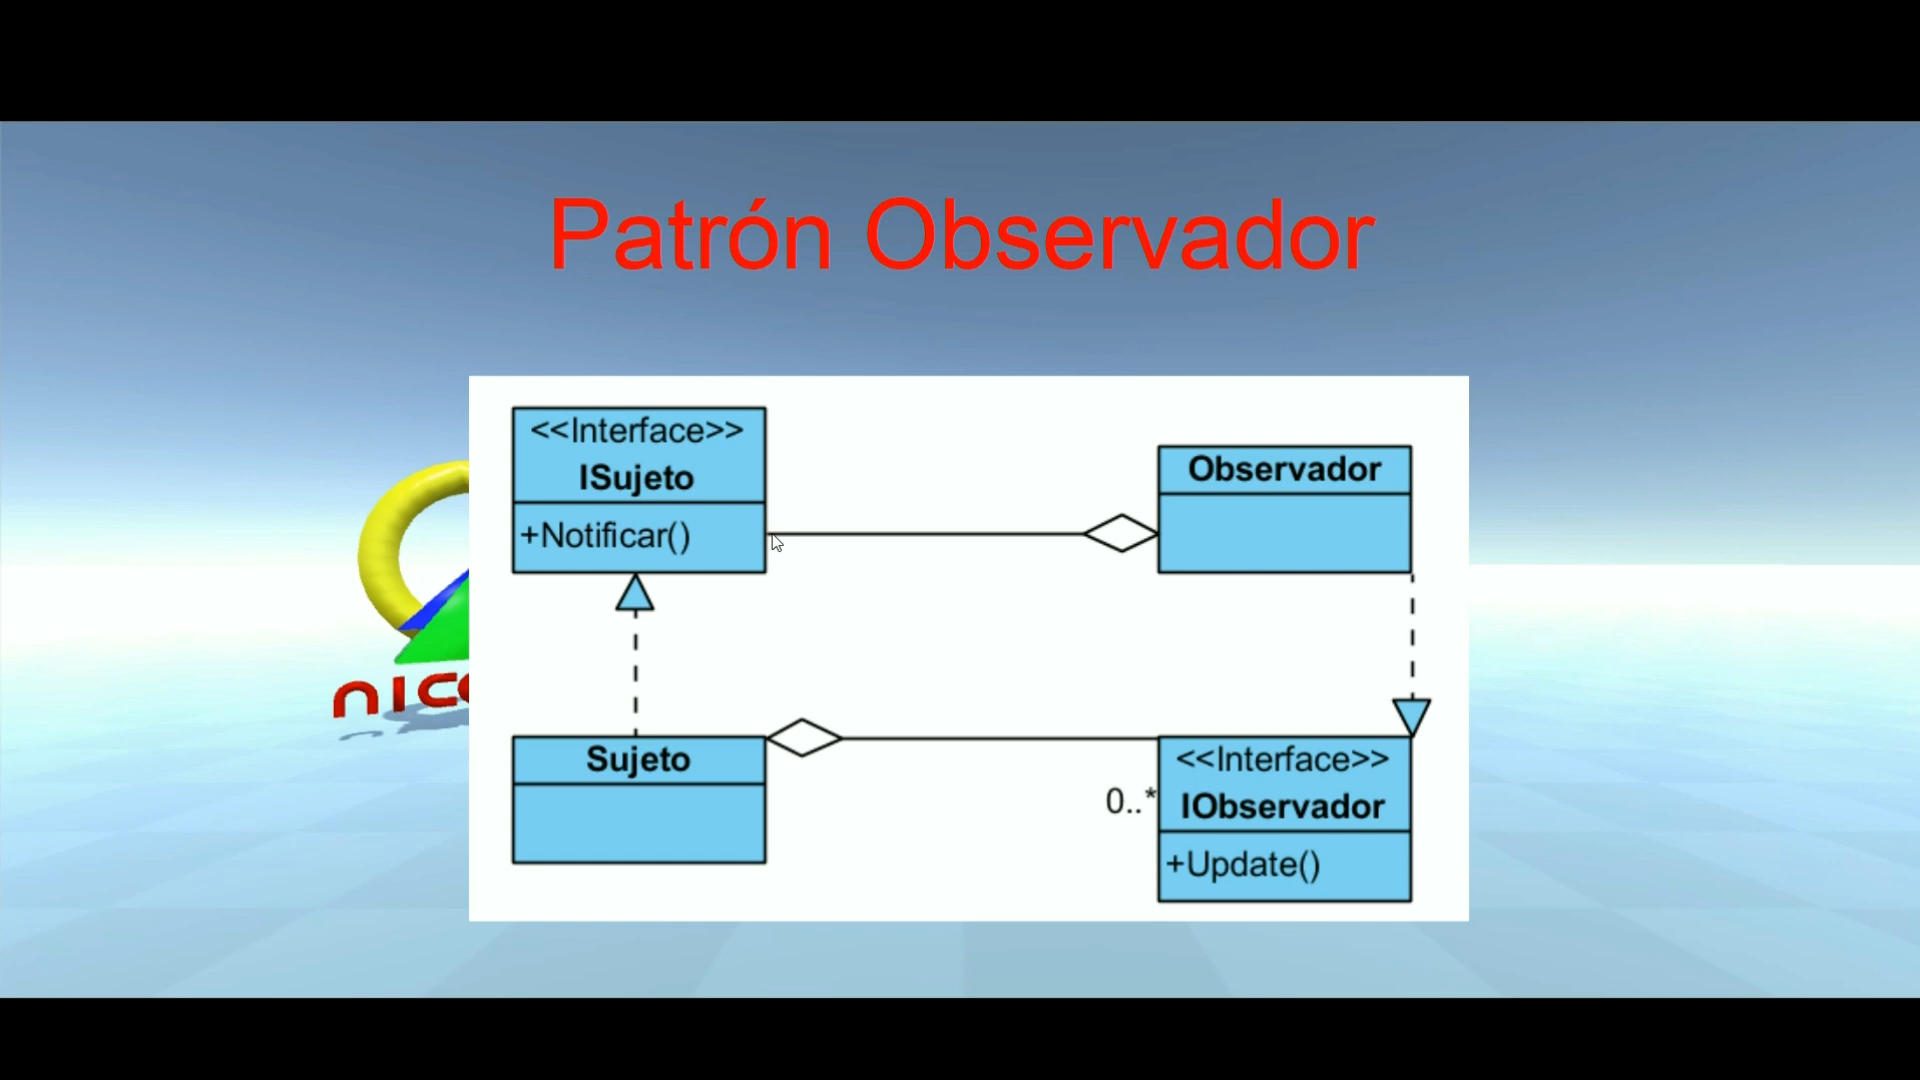 Patrón Observador
<<Interface>>
ISujeto
+Notificar()
Observador
Sujeto
<<Interface>>
IObservador
0..*
+Update()